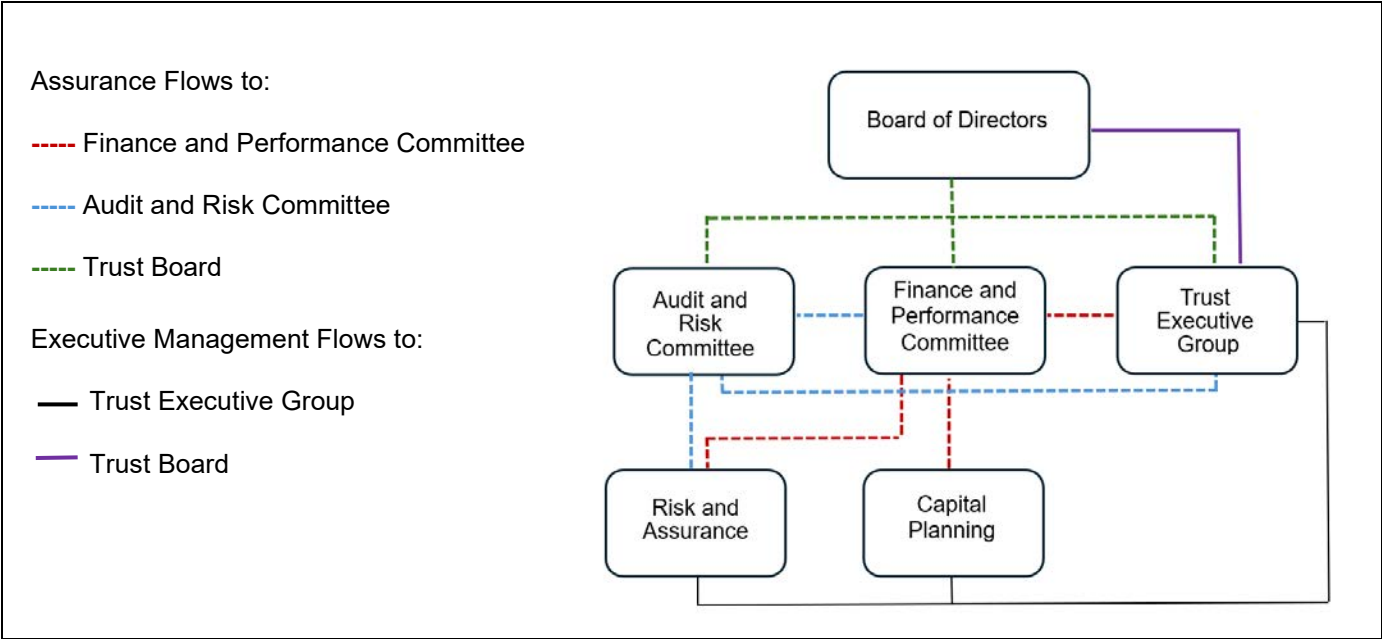 Assurance Flows to:
Finance and Performance Committee
Audit and Risk Committee
Trust Board
Executive Management Flows to:
Trust Executive Group
Trust Board
Board of Directors
Audit and
Risk
Committee
Finance and
Performance
Committee
Trust
Executive
Group
Risk and
Assurance
Capital
Planning